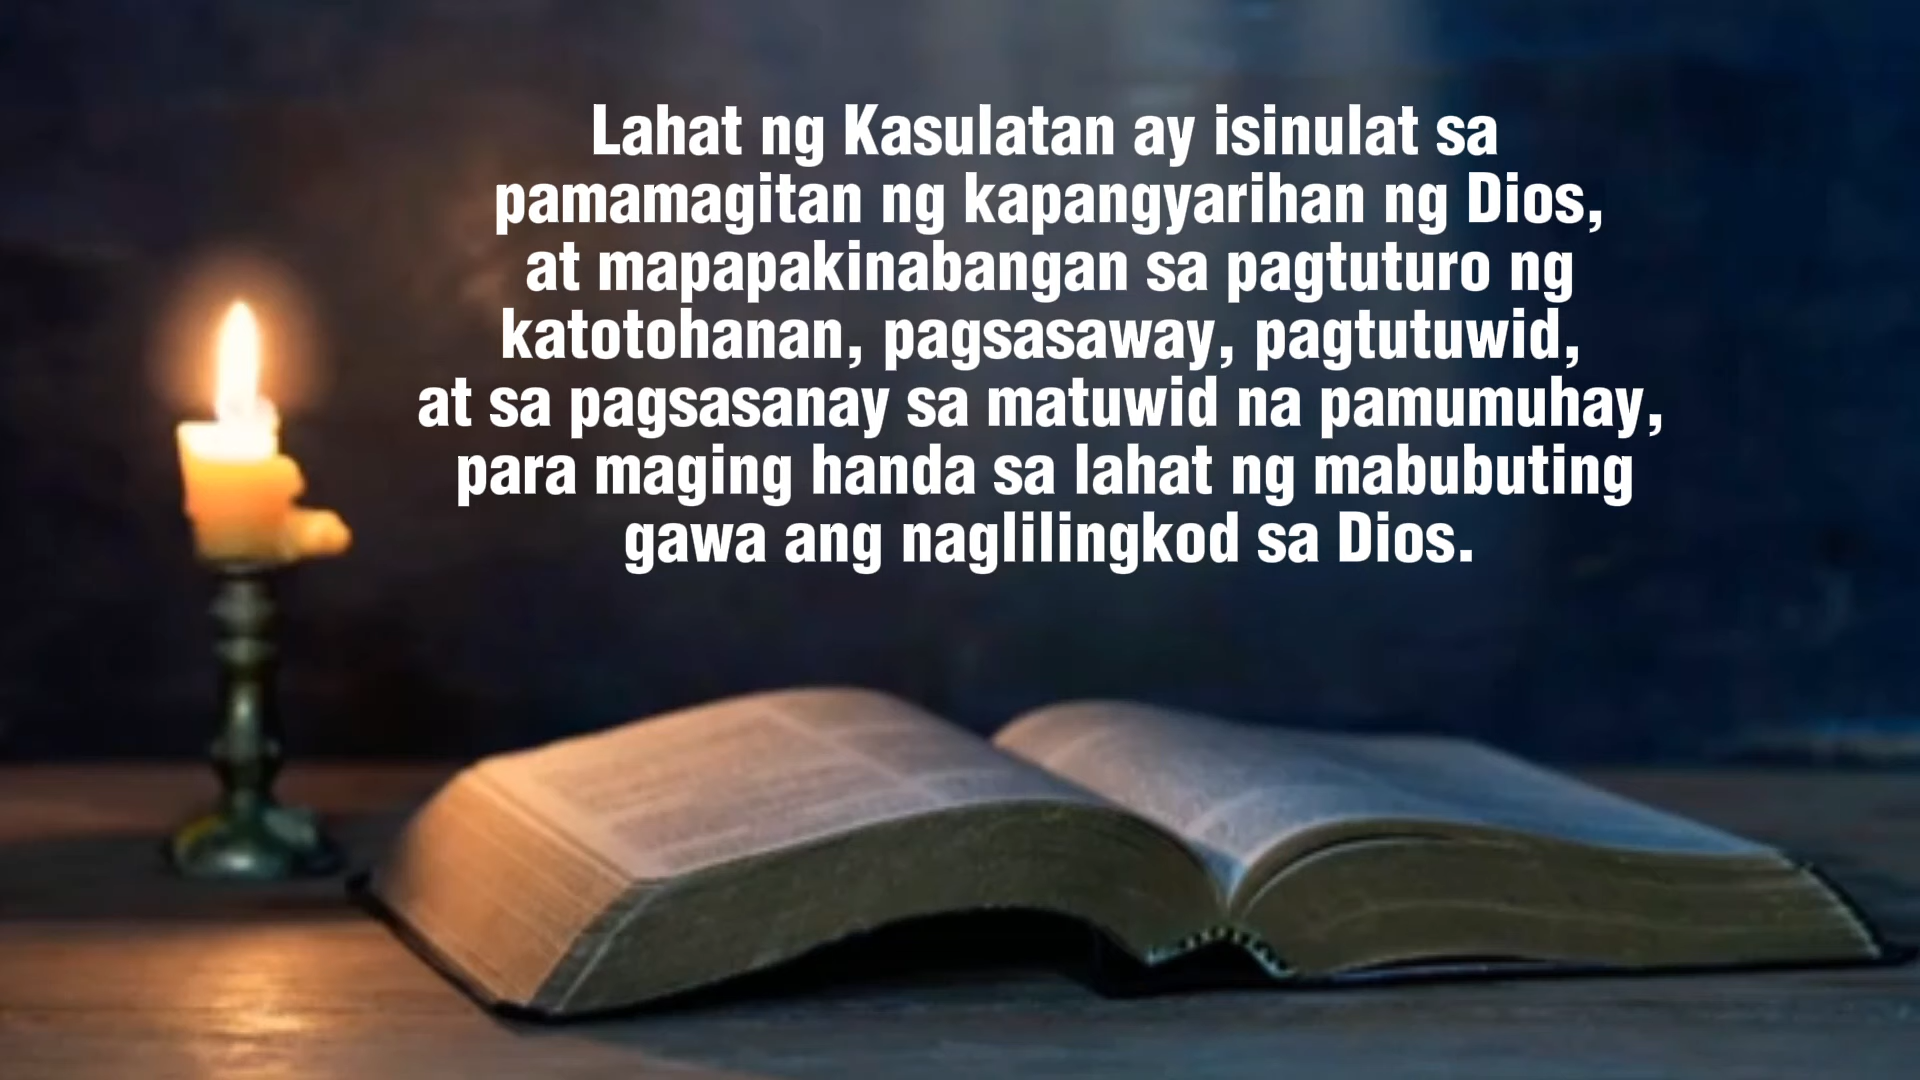 Lahat ng Kasulatan ay isinulat sa
pamamagitan ng kapangyarihan ng Dios,
at mapapakinabangan sa pagtuturo ng
katotohanan, pagsasaway, pagtutuwid,
at sa pagsasanay sa matuwid na pamumuhay,
para maging handa sa lahat ng mabubuting
gawa ang naglilingkod sa Dios.